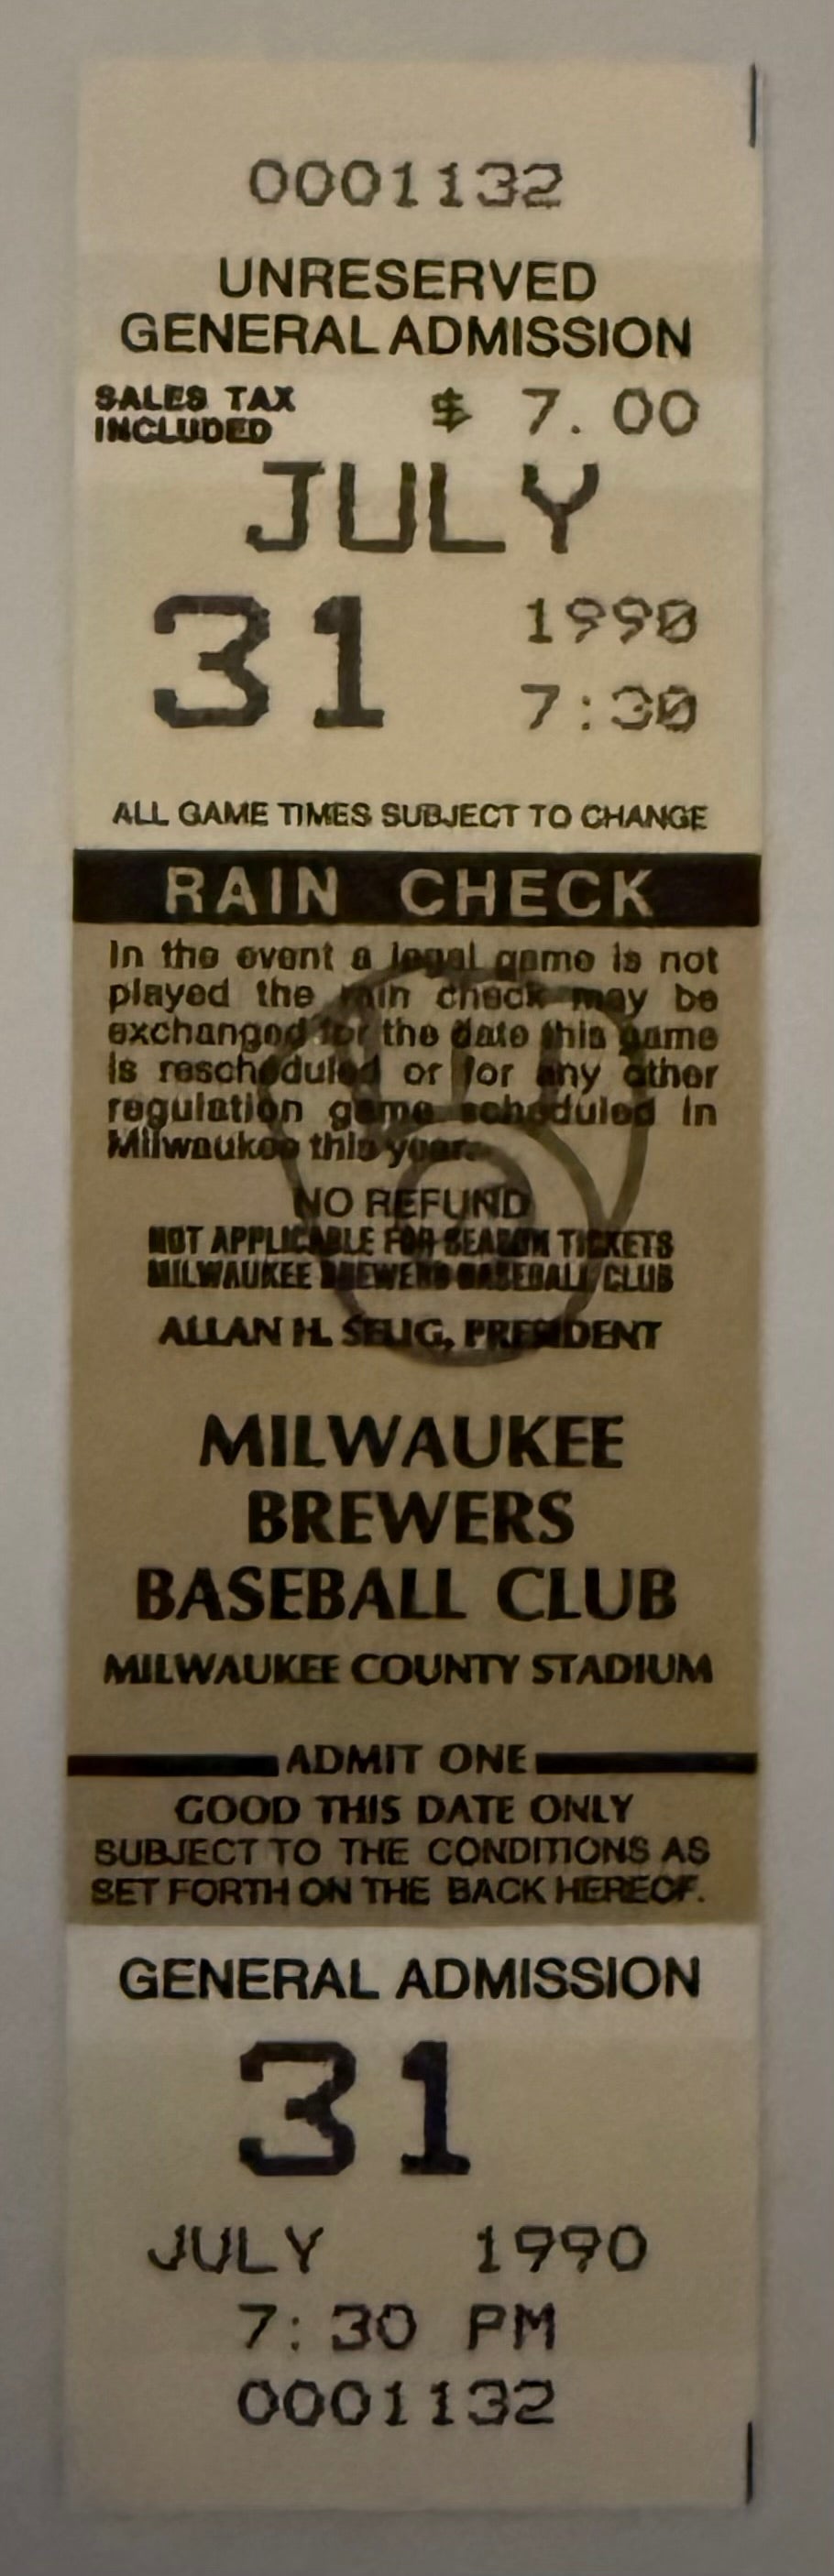 0001132
UNRESERVED
GENERAL ADMISSION
SALES TAX
INCLUDED
$ 7.00
JULY
31
1990
7:30
ALL GAME TIMES SUBJECT TO CHANGE
RAIN CHECK
In the event a legal game is not
played the rain check may be
exchanged for the date this game
is rescheduled or for any other
regulation game scheduled in
Milwaukee this year.
NO REFUND
NOT APPLICABLE FOR SEASON TICKETS
MILWAUKEE BREWERS BASEBALL CLUB
ALLAN H. SELIG, PRESIDENT
MILWAUKEE
BREWERS
BASEBALL CLUB
MILWAUKEE COUNTY STADIUM
ADMIT ONE
GOOD THIS DATE ONLY
SUBJECT TO THE CONDITIONS AS
SET FORTH ON THE BACK HEREOF.
GENERAL ADMISSION
31
JULY 1990
7:30 PM
0001132